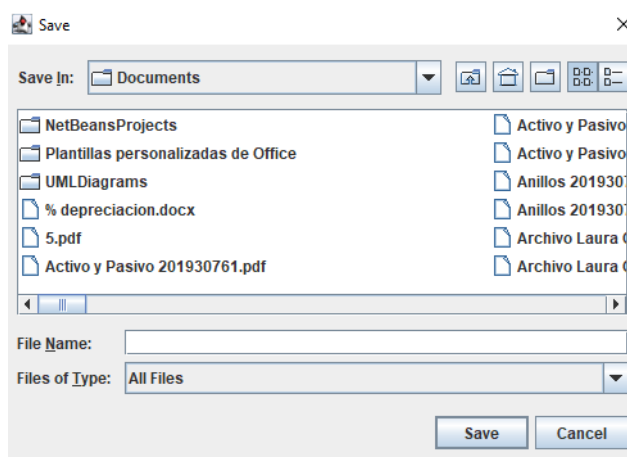 Save
Save In: Documents
NetBeansProjects
Plantillas personalizadas de Office
UMLDiagrams
% depreciacion.docx
5.pdf
Activo y Pasivo 201930761.pdf
Activo y Pasivo
Activo y Pasivo
Anillos 201930
Anillos 201930
Archivo Laura
Archivo Laura
File Name:
Files of Type: All Files
Save Cancel